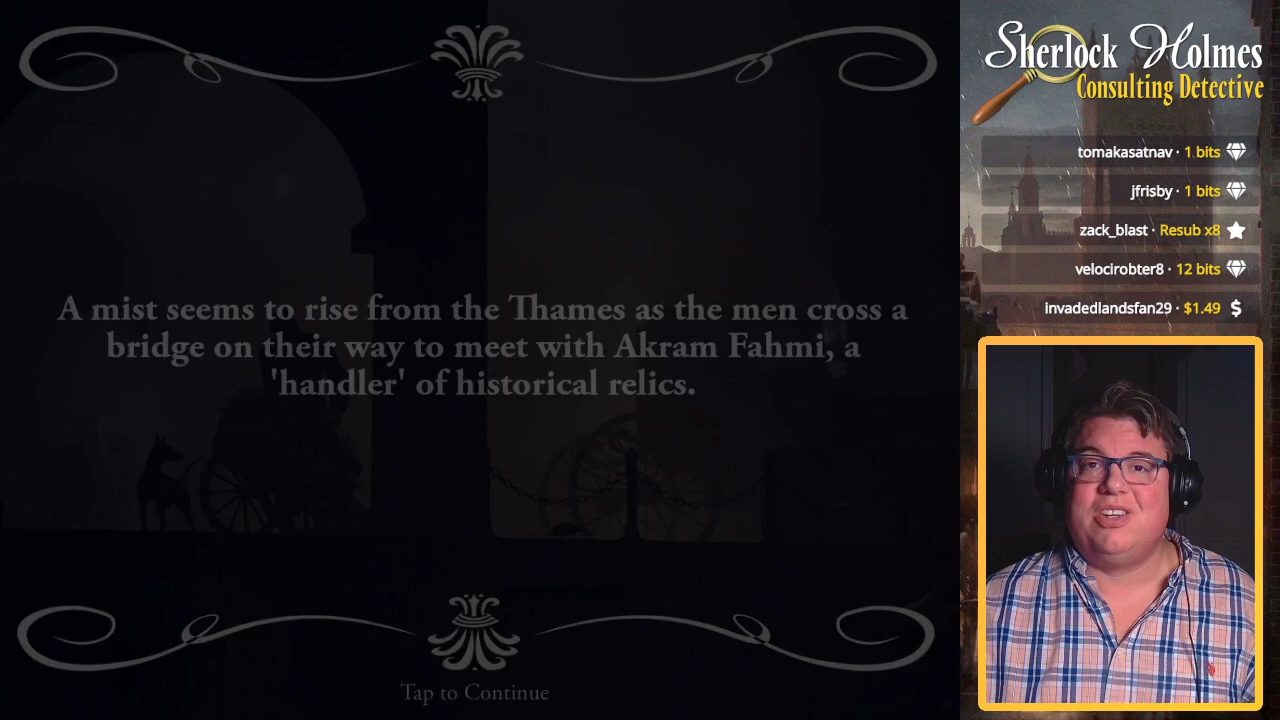 A mist seems to rise from the Thames as the men cross a
bridge on their way to meet with Akram Fahmi, a
'handler' of historical relics.
Tap to Continue
Sherlock Holmes
Consulting Detective
tomakasatnav · 1 bits
jfrisby · 1 bits
zack_blast · Resub x8
velocirobter8 · 12 bits
invadedlandsfan29 · $1.49